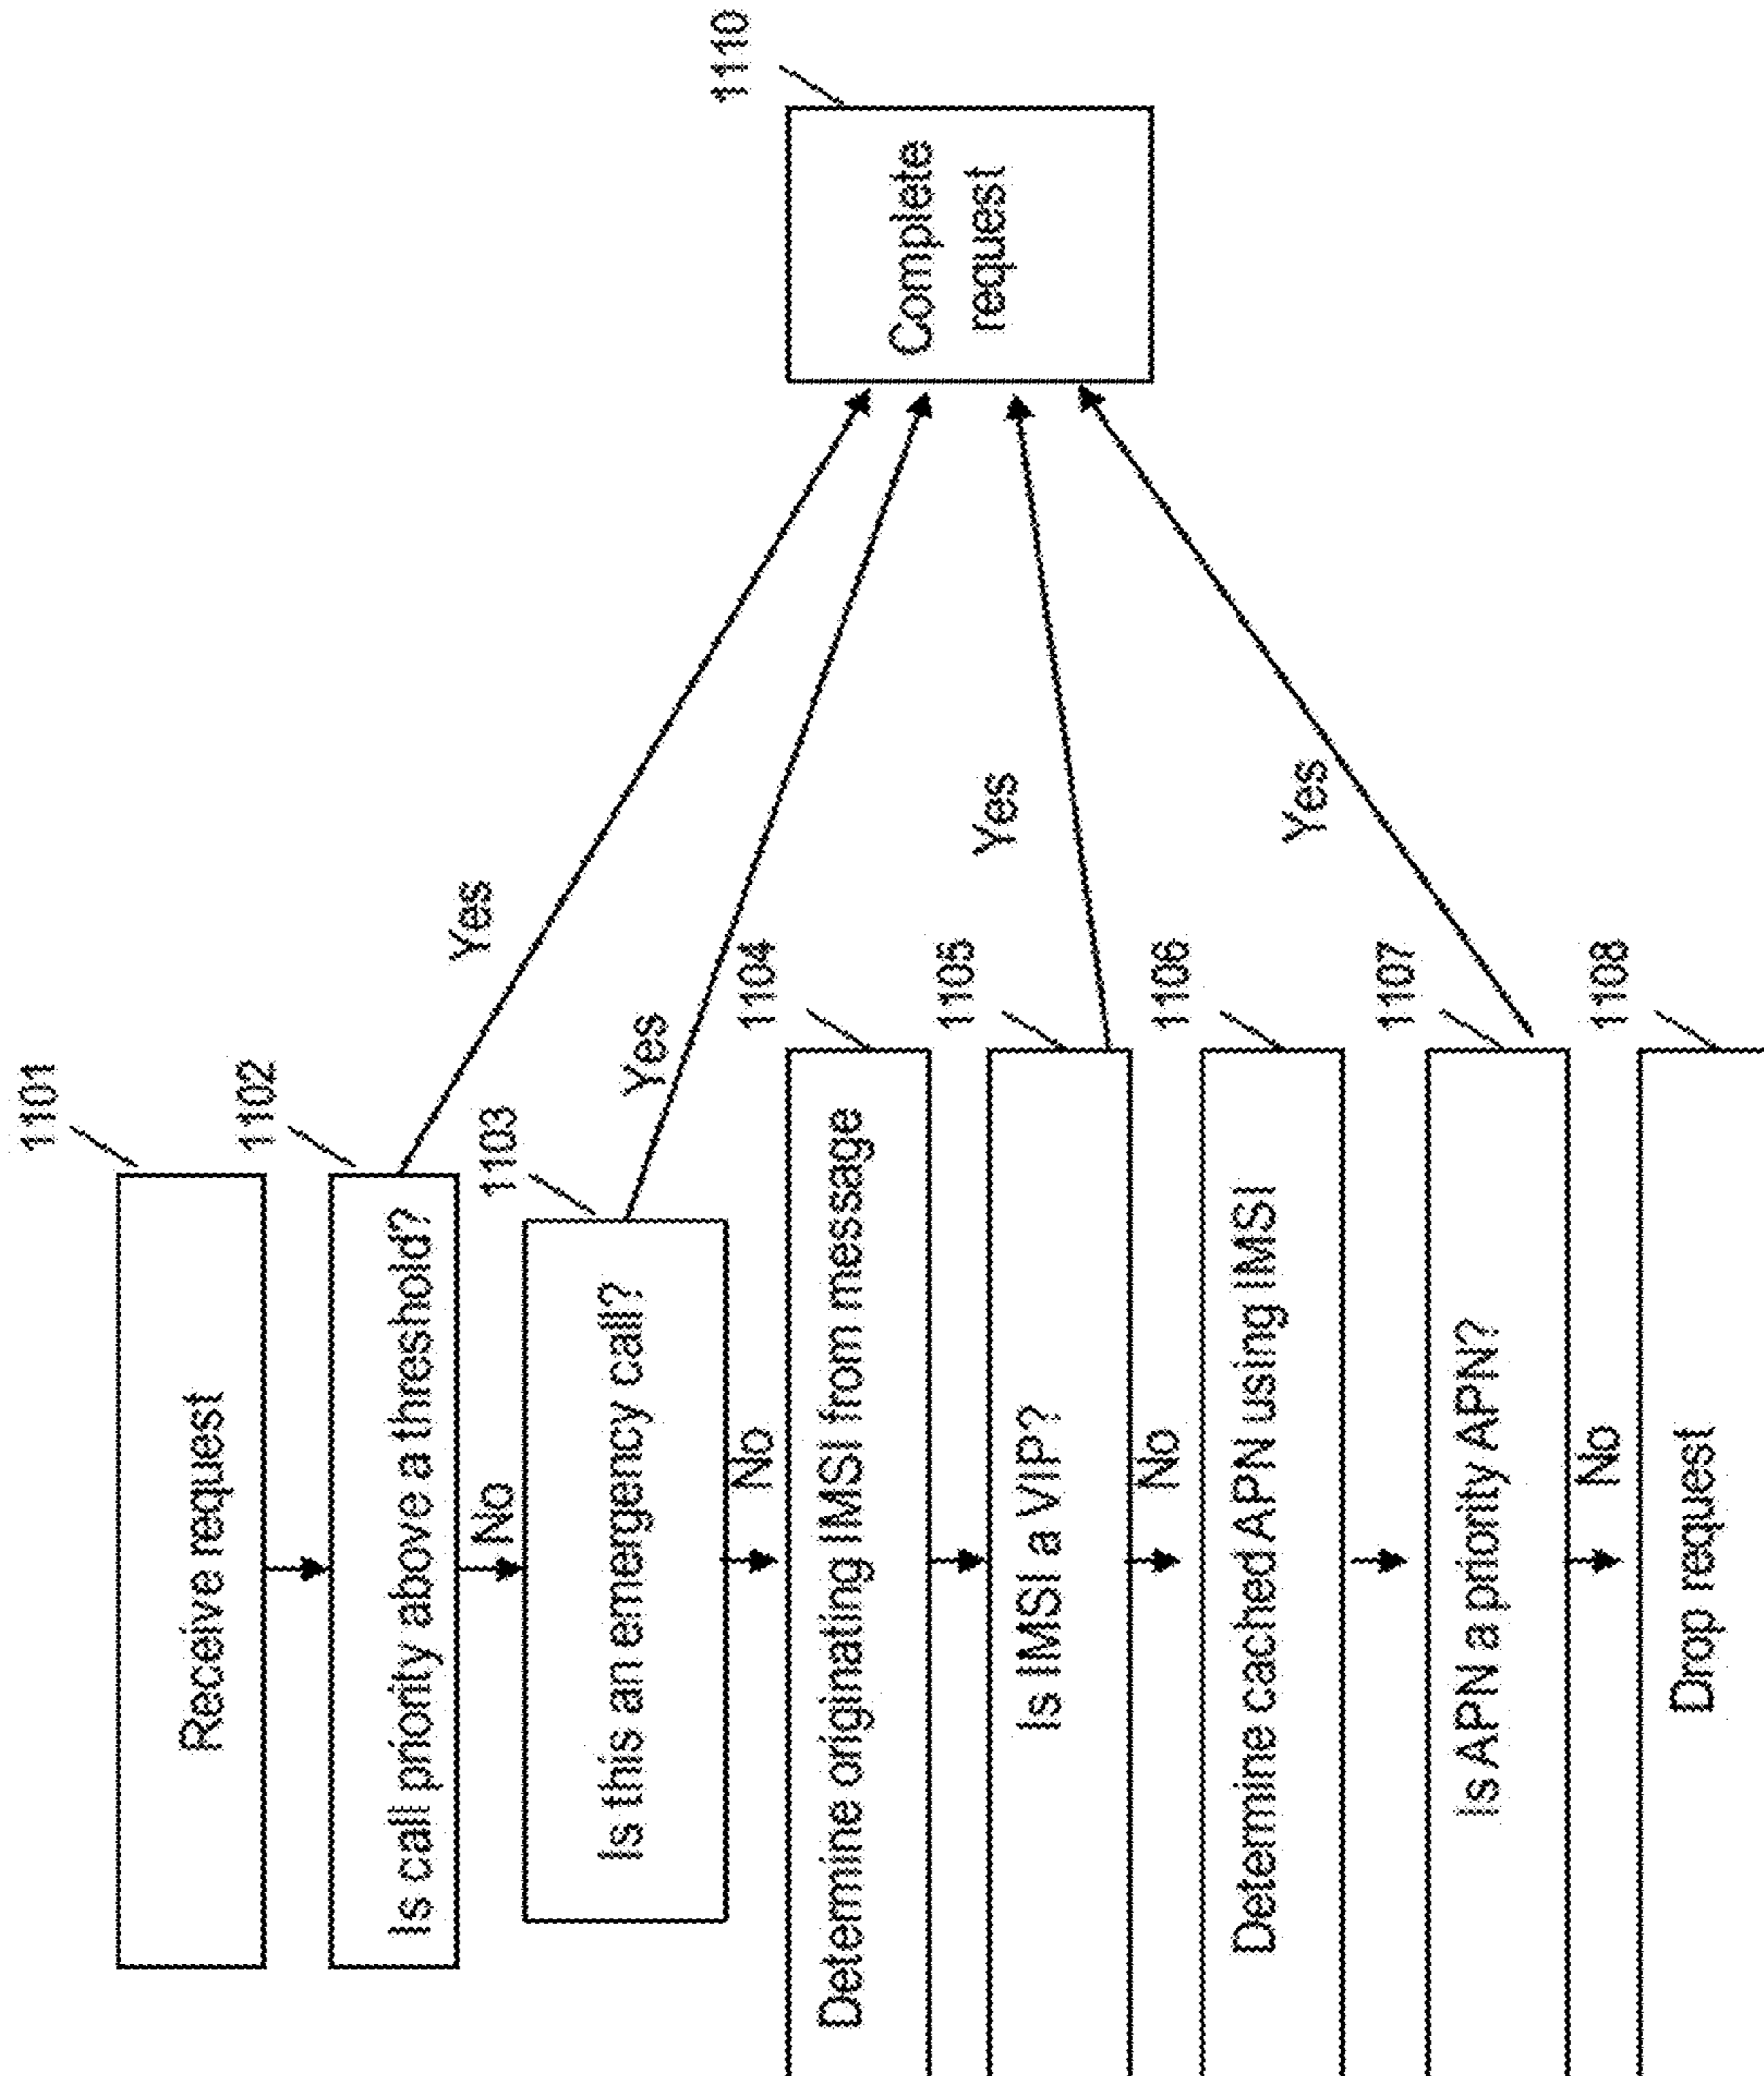 1101
Receive request
1102
Is call priority above a threshold?
Yes
No
1103
Is this an emergency call?
Yes
No
1104
Determine originating IMSI from message
1105
Is IMSI a VIP?
Yes
No
1106
Determine cached APN using IMSI
1107
Is APN a priority APN?
Yes
No
1108
Drop request
1110
Complete
request